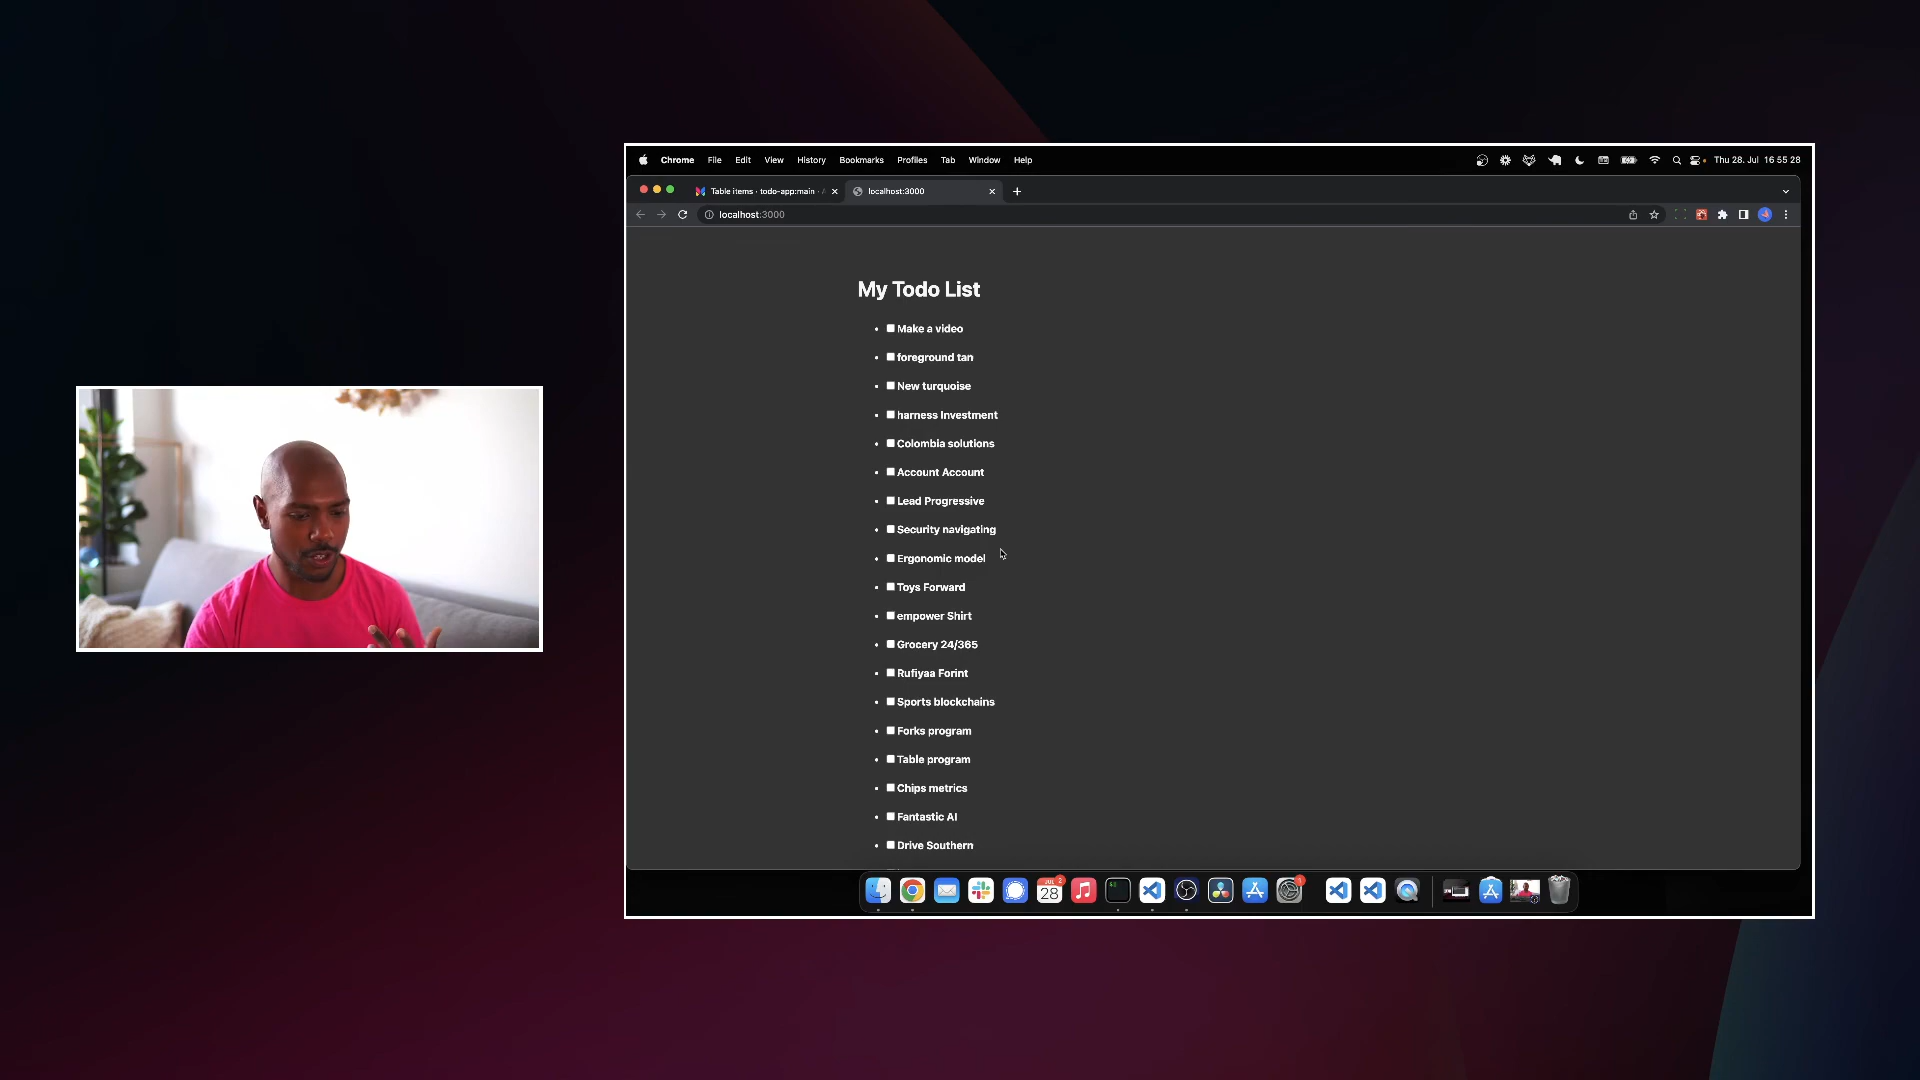 Chrome File Edit View History Bookmarks Profiles Tab Window Help
Thu 28. Jul 16 55 28
Table items · todo-app:main ·
localhost:3000
localhost:3000
My Todo List
Make a video
foreground tan
New turquoise
harness Investment
Colombia solutions
Account Account
Lead Progressive
Security navigating
Ergonomic model
Toys Forward
empower Shirt
Grocery 24/365
Rufiyaa Forint
Sports blockchains
Forks program
Table program
Chips metrics
Fantastic AI
Drive Southern
JUL
28